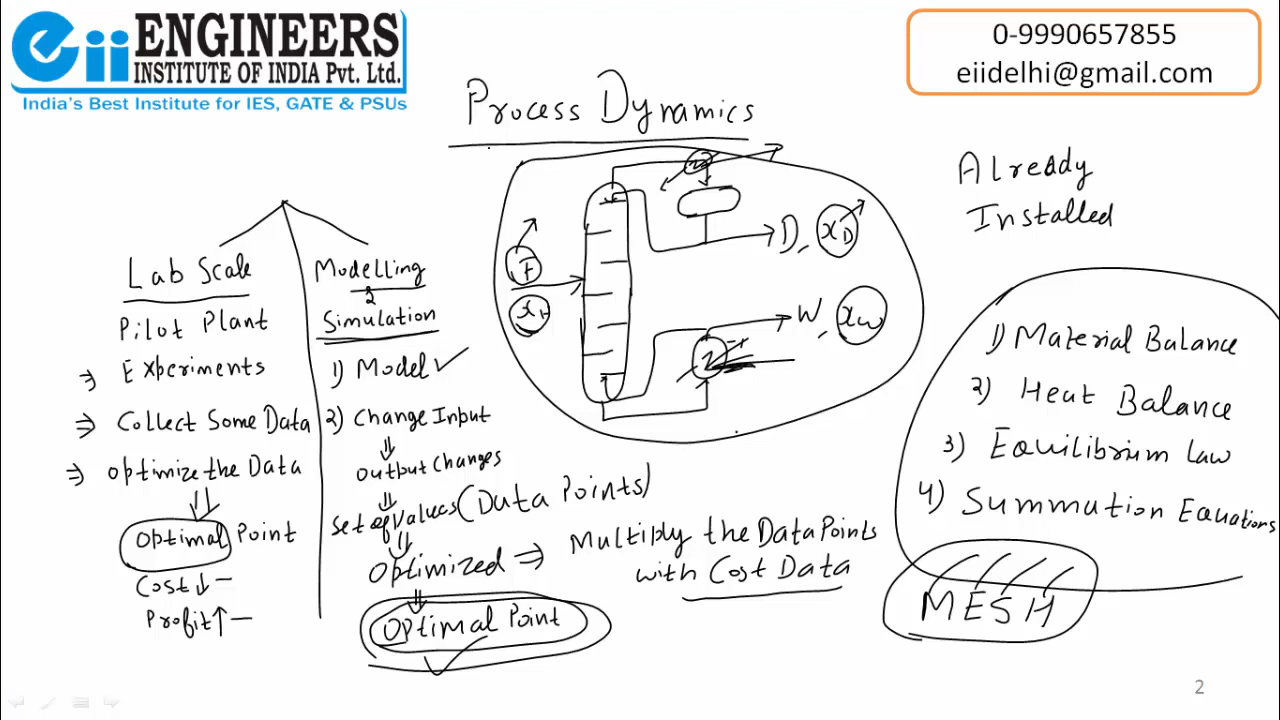 eii ENGINEERS
INSTITUTE OF INDIA Pvt. Ltd.
India's Best Institute for IES, GATE & PSUs
0-9990657855
eiidelhi@gmail.com
Process Dynamics
Already
Installed
Lab Scale
Pilot Plant
⇒ Experiments
⇒ Collect Some Data
⇒ Optimize the Data
Optimal Point
Cost↓ –
Profit↑ –
Modelling
&
Simulation
1) Model ✓
2) Change Input
⇓
Output Changes
⇓
Set of Values (Data Points)
⇓
Optimized ⇒ Multiply the Data Points
with Cost Data
⇓
Optimal Point
F
D, xD
W, xW
1) Material Balance
2) Heat Balance
3) Equilibrium Law
4) Summation Equations
MESH
2